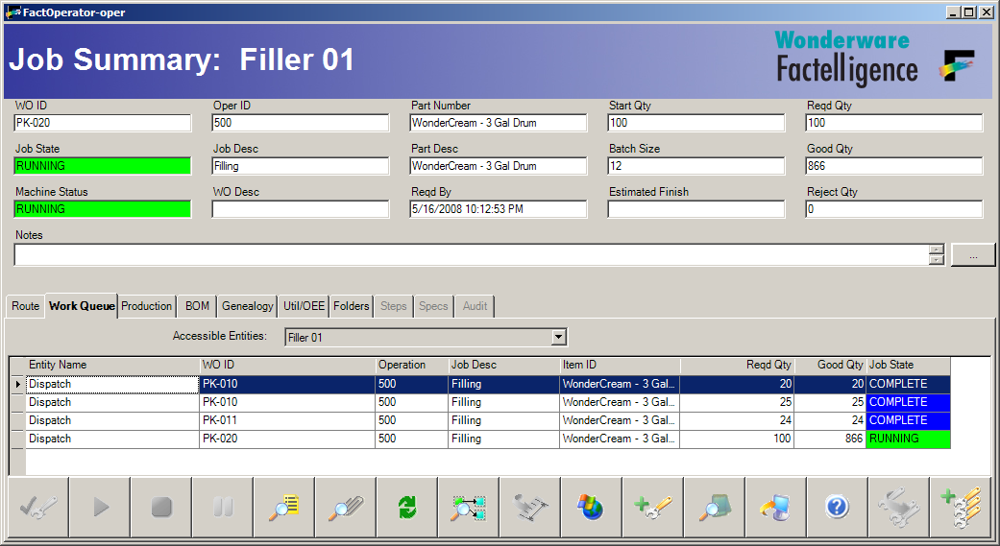 FactOperator-oper
Job Summary: Filler 01
Wonderware
Factelligence
WO ID Oper ID Part Number Start Qty Reqd Qty
PK-020 500 WonderCream - 3 Gal Drum 100 100
Job State Job Desc Part Desc Batch Size Good Qty
RUNNING Filling WonderCream - 3 Gal Drum 12 866
Machine Status WO Desc Reqd By Estimated Finish Reject Qty
RUNNING 5/16/2008 10:12:53 PM 0
Notes
...
Route Work Queue Production BOM Genealogy Util/OEE Folders Steps Specs Audit
Accessible Entities: Filler 01
Entity Name WO ID Operation Job Desc Item ID Reqd Qty Good Qty Job State
Dispatch PK-010 500 Filling WonderCream - 3 Gal... 20 20 COMPLETE
Dispatch PK-010 500 Filling WonderCream - 3 Gal... 25 25 COMPLETE
Dispatch PK-011 500 Filling WonderCream - 3 Gal... 24 24 COMPLETE
Dispatch PK-020 500 Filling WonderCream - 3 Gal... 100 866 RUNNING